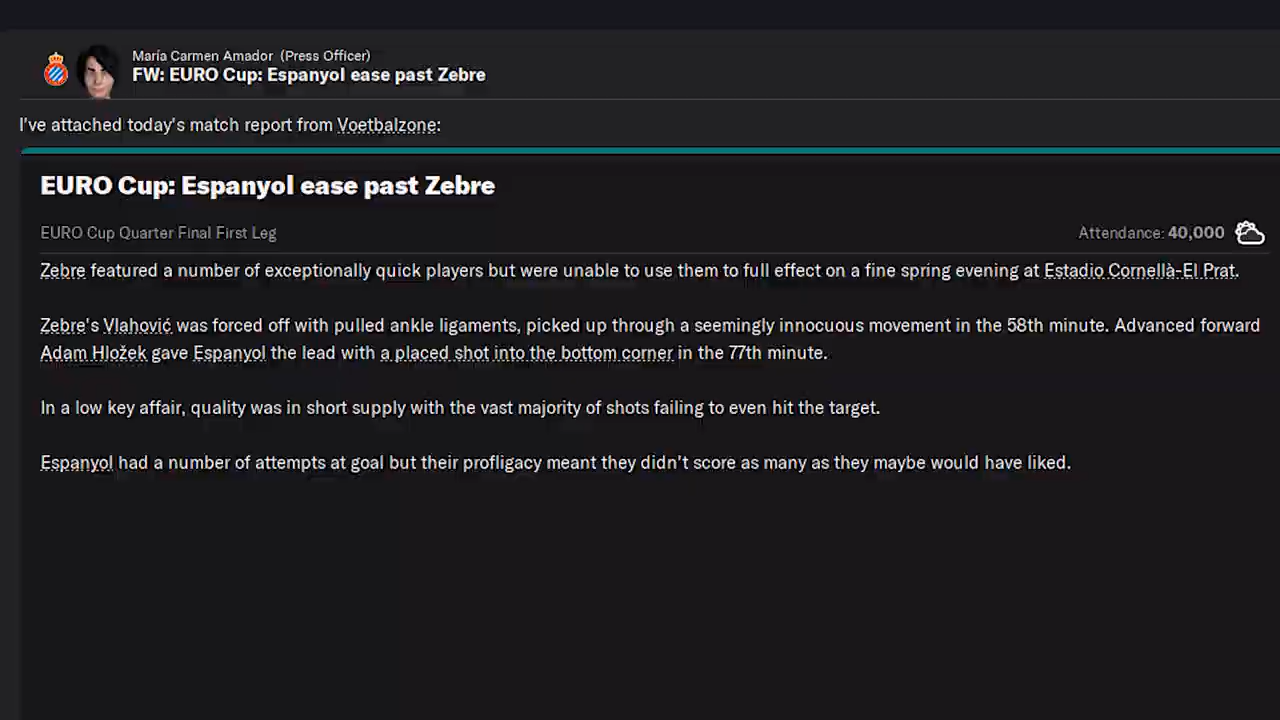 María Carmen Amador (Press Officer)
FW: EURO Cup: Espanyol ease past Zebre
I've attached today's match report from Voetbalzone:
EURO Cup: Espanyol ease past Zebre
EURO Cup Quarter Final First Leg
Attendance: 40,000
Zebre featured a number of exceptionally quick players but were unable to use them to full effect on a fine spring evening at Estadio Cornellà-El Prat.
Zebre's Vlahović was forced off with pulled ankle ligaments, picked up through a seemingly innocuous movement in the 58th minute. Advanced forward
Adam Hložek gave Espanyol the lead with a placed shot into the bottom corner in the 77th minute.
In a low key affair, quality was in short supply with the vast majority of shots failing to even hit the target.
Espanyol had a number of attempts at goal but their profligacy meant they didn't score as many as they maybe would have liked.